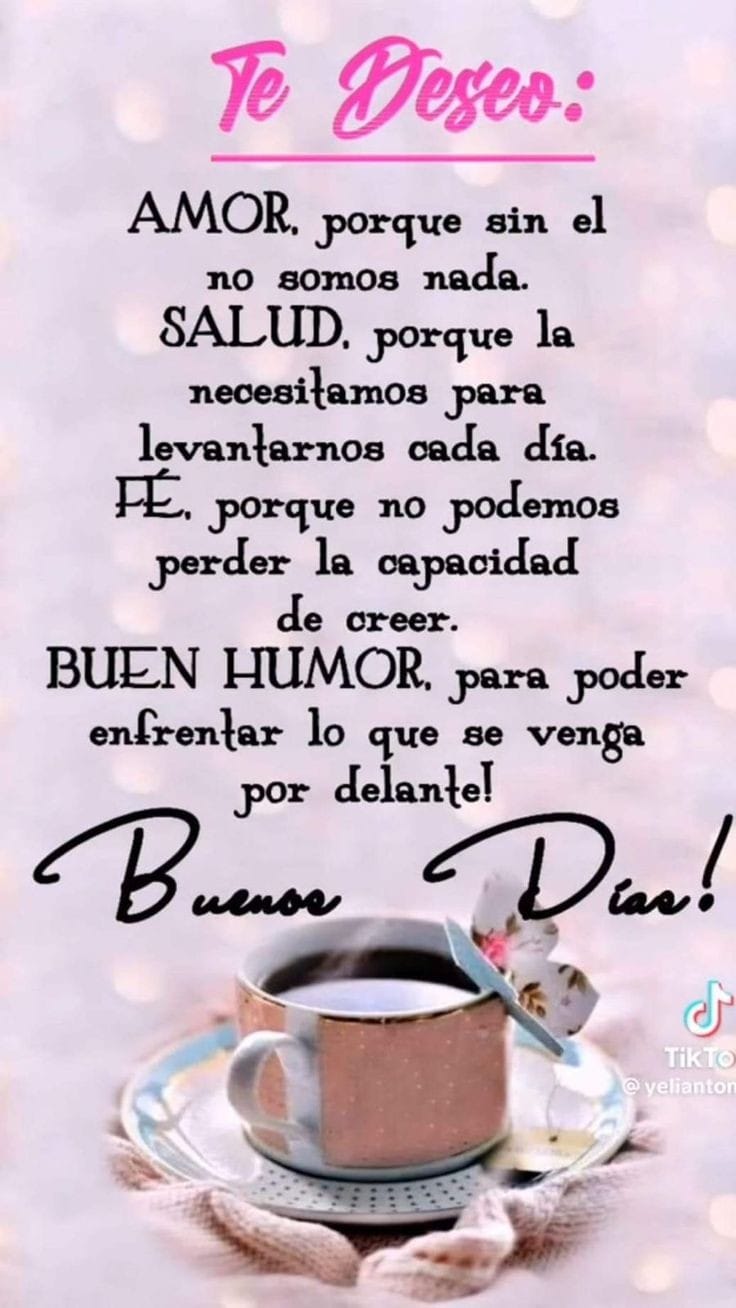 Te Deseo:
AMOR, porque sin el
no somos nada.
SALUD, porque la
necesitamos para
levantarnos cada día.
FÉ, porque no podemos
perder la capacidad
de creer.
BUEN HUMOR, para poder
enfrentar lo que se venga
por delante!
Buenos Días!
TikTo
@yelianton